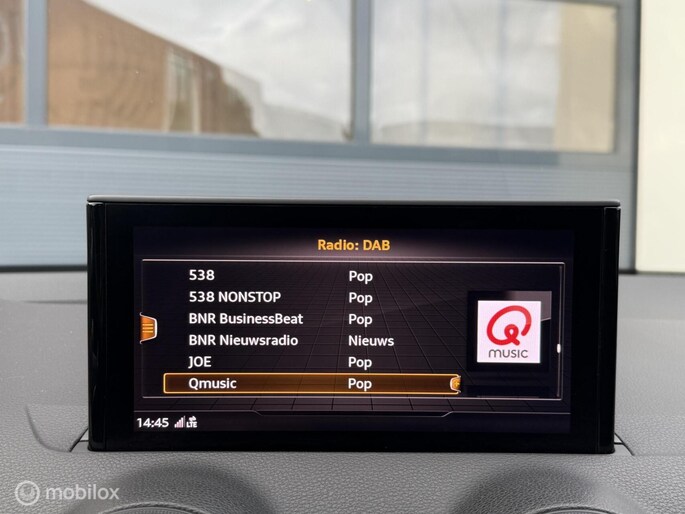 Radio: DAB
538 Pop
538 NONSTOP Pop
BNR BusinessBeat Pop
BNR Nieuwsradio Nieuws
JOE Pop
Qmusic Pop
Q
MUSIC
14:45 LTE
mobilox